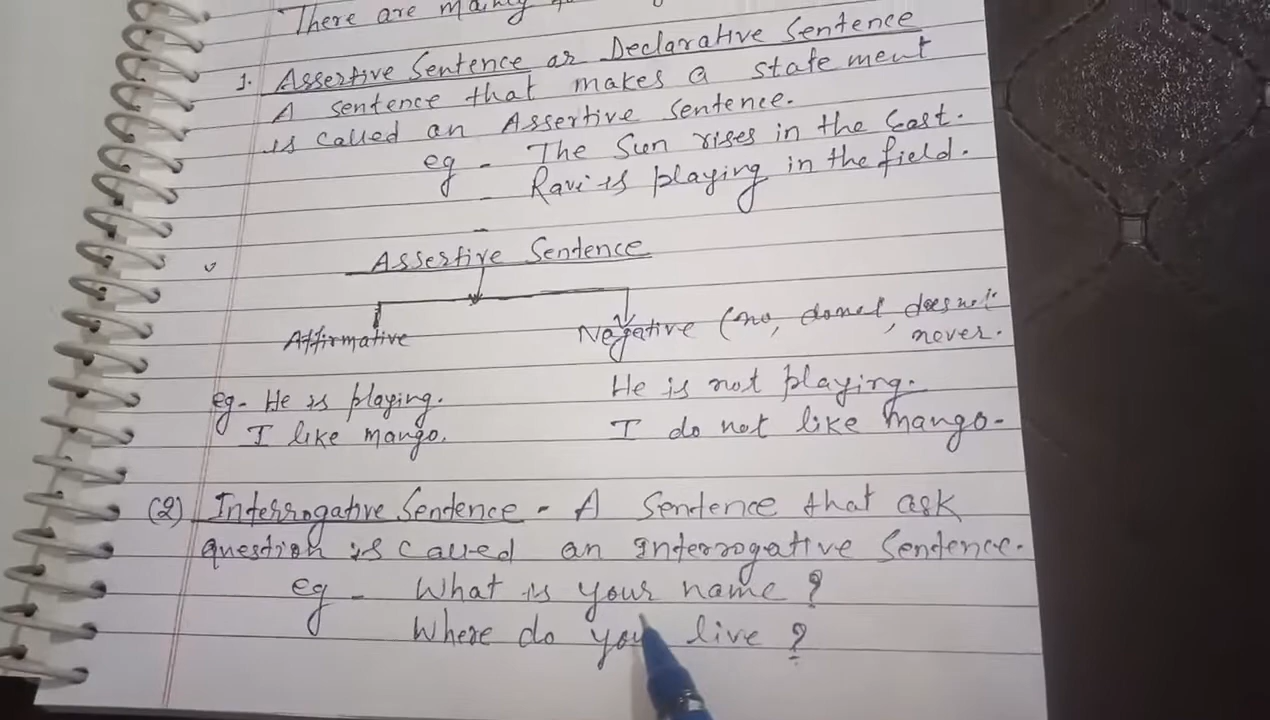 There are mainly
1. Assertive Sentence or Declarative Sentence
A sentence that makes a statement
is called an Assertive Sentence.
eg - The Sun rises in the East.
- Ravi is playing in the field.
Assertive Sentence
Affirmative Negative (no, donot, does not
never.
eg- He is playing. He is not playing.
I like mango. I do not like mango-
(2) Interrogative Sentence - A Sentence that ask
question is called an Interrogative Sentence.
eg - What is your name ?
Where do you live ?